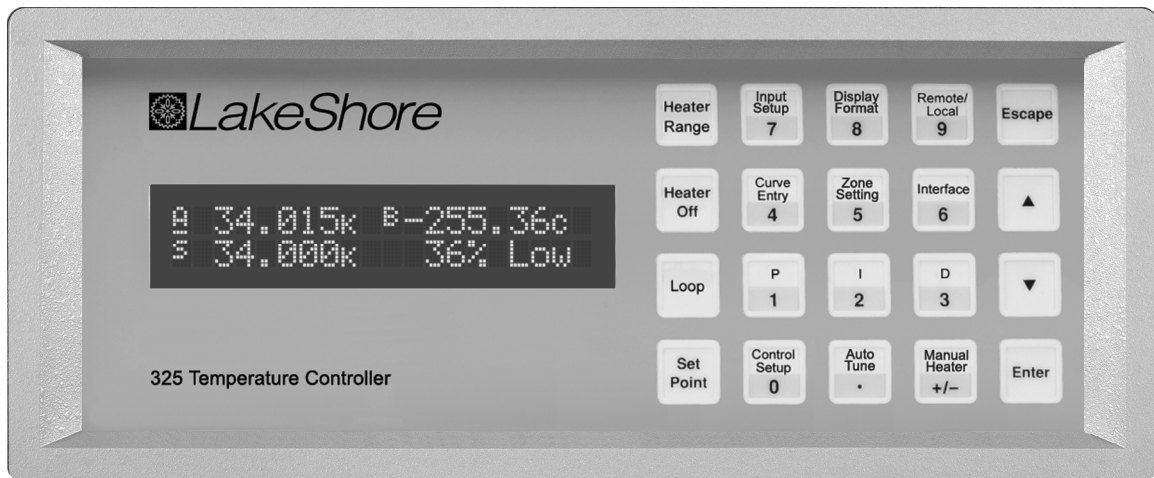 LakeShore
A 34.015K B-255.36C
S 34.000K 36% Low
325 Temperature Controller
Heater Range
Input Setup 7
Display Format 8
Remote/ Local 9
Escape
Heater Off
Curve Entry 4
Zone Setting 5
Interface 6
▲
Loop
P 1
I 2
D 3
▼
Set Point
Control Setup 0
Auto Tune .
Manual Heater +/–
Enter